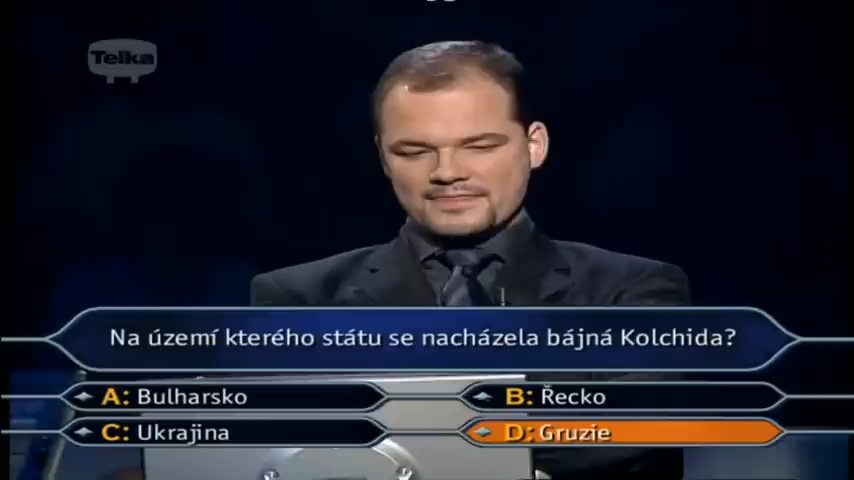 Telka
Na území kterého státu se nacházela bájná Kolchida?
A: Bulharsko
B: Řecko
C: Ukrajina
D: Gruzie